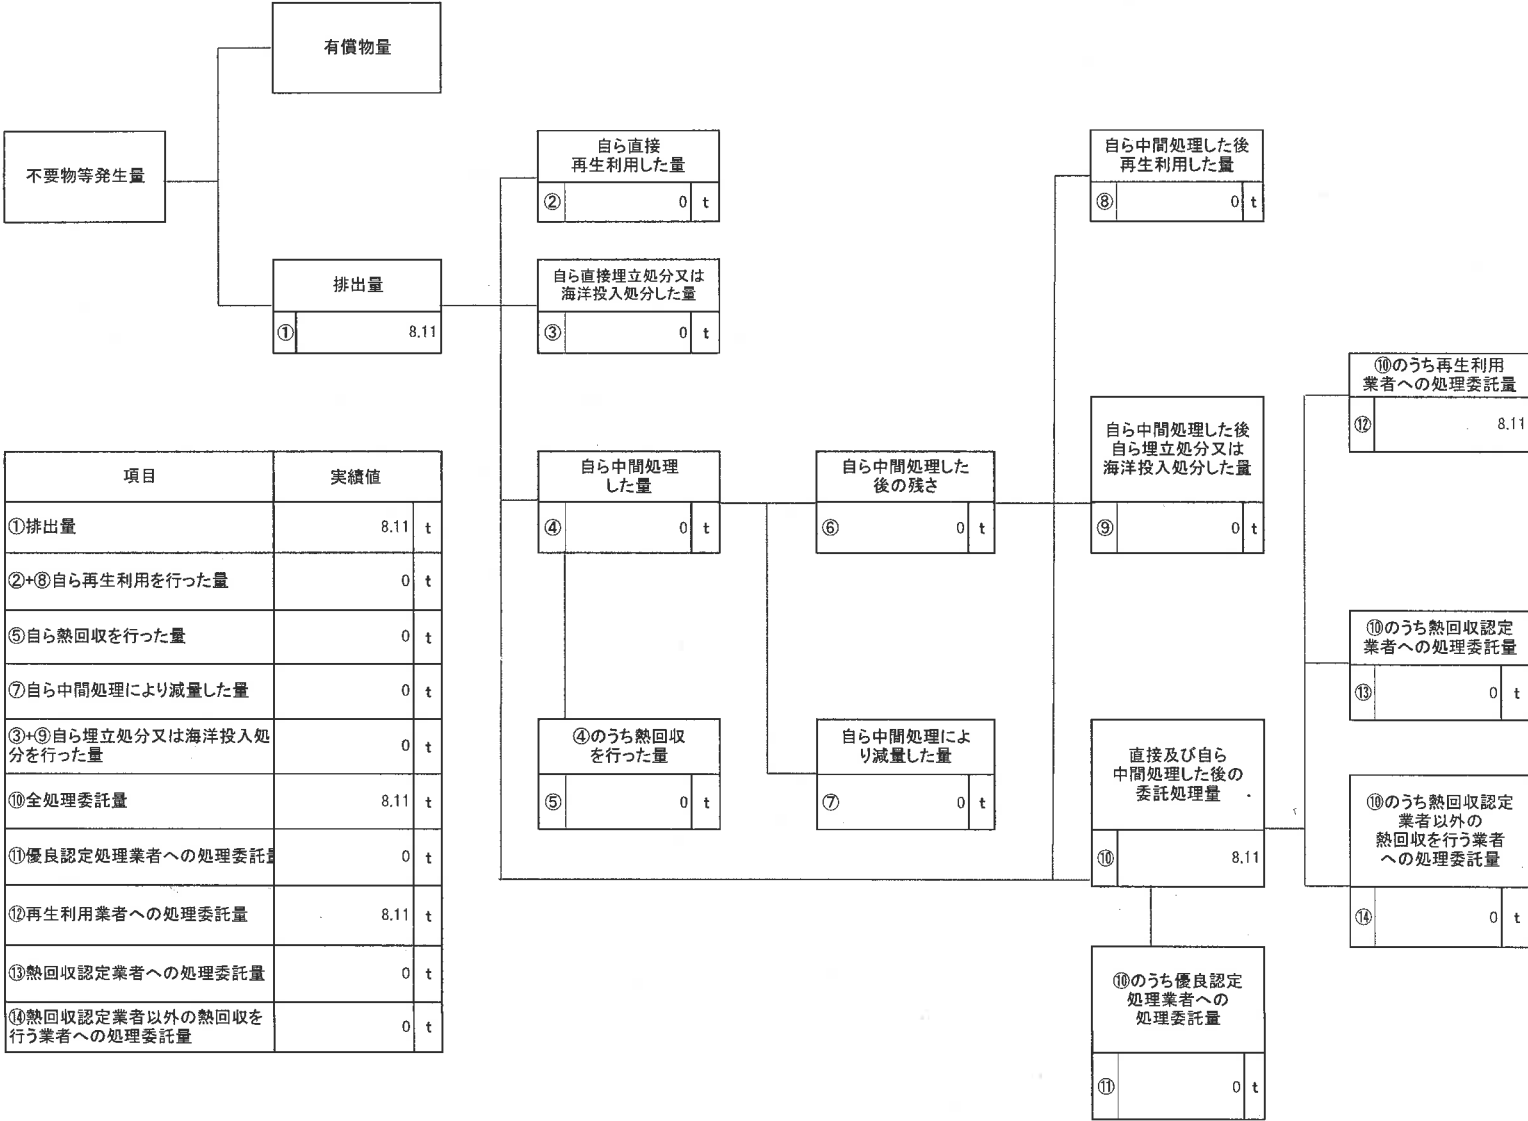 有償物量
不要物等発生量
排出量
① 8.11
自ら直接
再生利用した量
② 0 t
自ら直接埋立処分又は
海洋投入処分した量
③ 0 t
自ら中間処理
した量
④ 0 t
④のうち熱回収
を行った量
⑤ 0 t
自ら中間処理した
後の残さ
⑥ 0 t
自ら中間処理によ
り減量した量
⑦ 0 t
自ら中間処理した後
再生利用した量
⑧ 0 t
自ら中間処理した後
自ら埋立処分又は
海洋投入処分した量
⑨ 0 t
直接及び自ら
中間処理した後の
委託処理量
⑩ 8.11
⑩のうち優良認定
処理業者への
処理委託量
⑪ 0 t
⑩のうち再生利用
業者への処理委託量
⑫ 8.11
⑩のうち熱回収認定
業者への処理委託量
⑬ 0 t
⑩のうち熱回収認定
業者以外の
熱回収を行う業者
への処理委託量
⑭ 0 t
項目 実績値
①排出量 8.11 t
②+⑧自ら再生利用を行った量 0 t
⑤自ら熱回収を行った量 0 t
⑦自ら中間処理により減量した量 0 t
③+⑨自ら埋立処分又は海洋投入処
分を行った量 0 t
⑩全処理委託量 8.11 t
⑪優良認定処理業者への処理委託量 0 t
⑫再生利用業者への処理委託量 8.11 t
⑬熱回収認定業者への処理委託量 0 t
⑭熱回収認定業者以外の熱回収を
行う業者への処理委託量 0 t